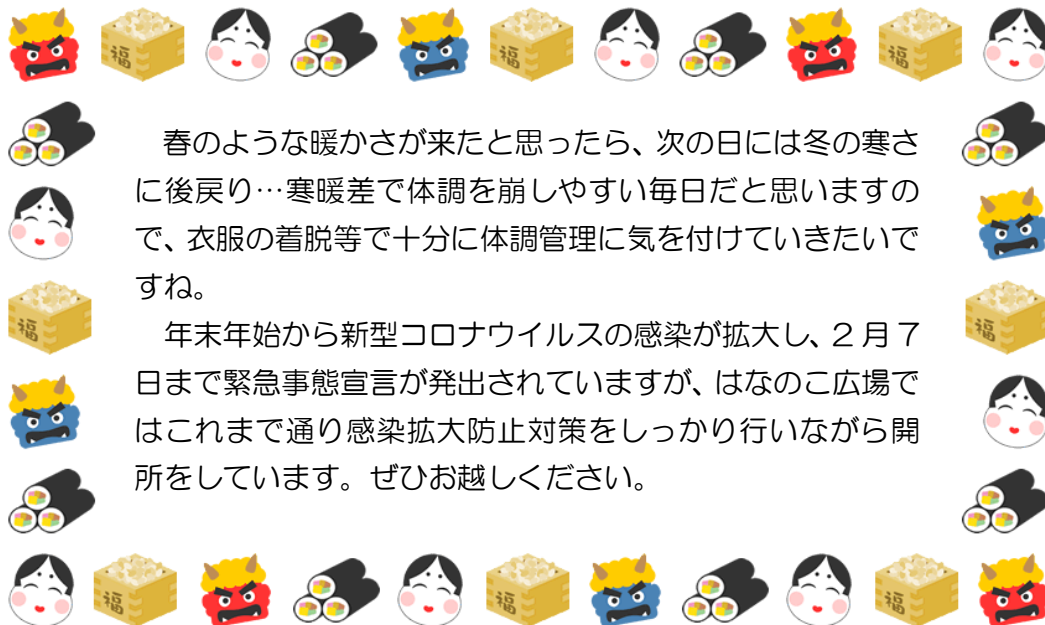 春のような暖かさが来たと思ったら、次の日には冬の寒さ
に後戻り…寒暖差で体調を崩しやすい毎日だと思いますの
で、衣服の着脱等で十分に体調管理に気を付けていきたいで
すね。
年末年始から新型コロナウイルスの感染が拡大し、２月７
日まで緊急事態宣言が発出されていますが、はなのこ広場で
はこれまで通り感染拡大防止対策をしっかり行いながら開
所をしています。ぜひお越しください。
福
福
福
福
福
福
福
福